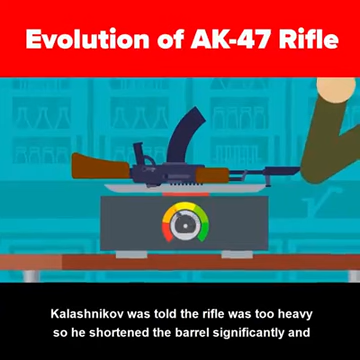 Evolution of AK-47 Rifle
Kalashnikov was told the rifle was too heavy
so he shortened the barrel significantly and